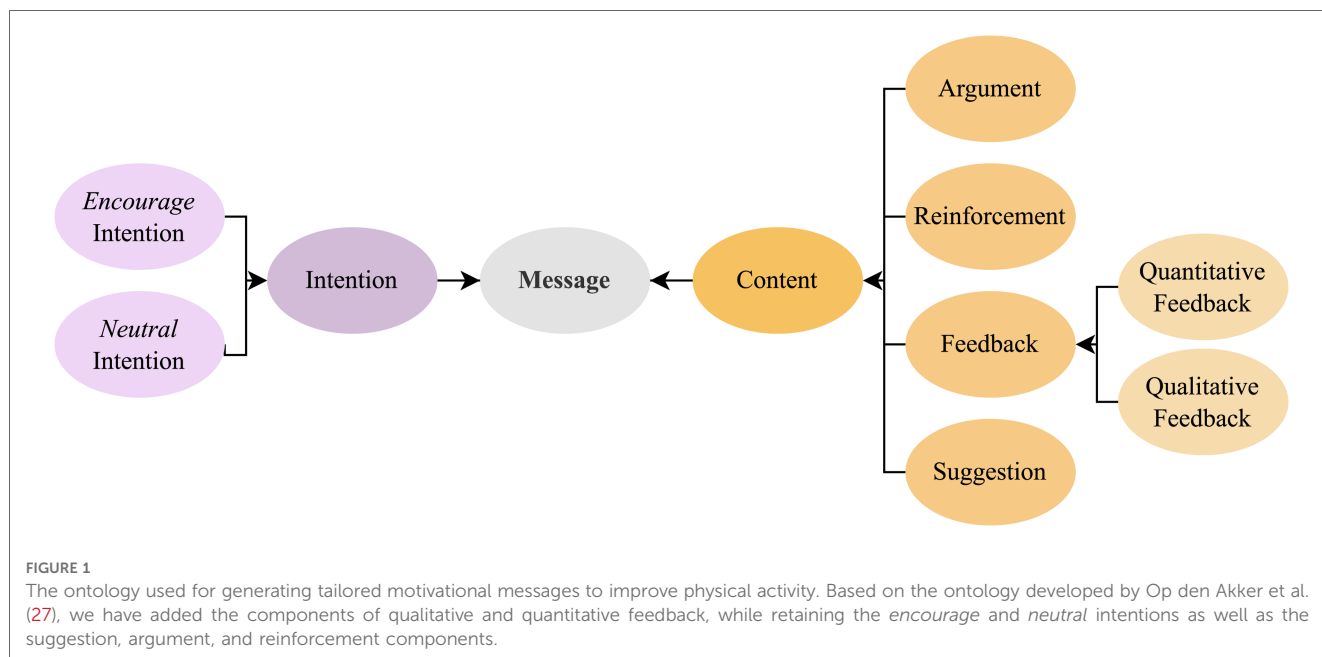 Argument
Encourage
Intention
Reinforcement
Intention
Message
Content
Quantitative
Feedback
Neutral
Intention
Feedback
Qualitative
Feedback
Suggestion
FIGURE 1
The ontology used for generating tailored motivational messages to improve physical activity. Based on the ontology developed by Op den Akker et al.
(27), we have added the components of qualitative and quantitative feedback, while retaining the encourage and neutral intentions as well as the
suggestion, argument, and reinforcement components.